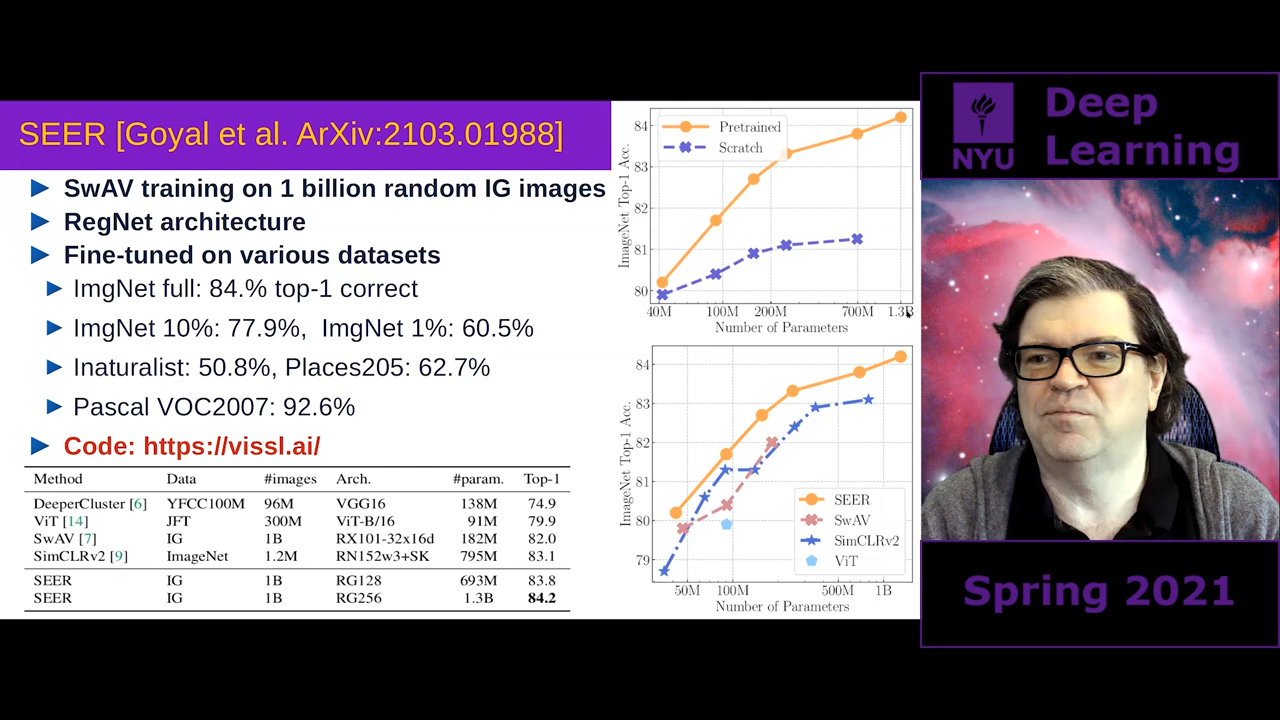 SEER [Goyal et al. ArXiv:2103.01988]
► SwAV training on 1 billion random IG images
► RegNet architecture
► Fine-tuned on various datasets
► ImgNet full: 84.% top-1 correct
► ImgNet 10%: 77.9%, ImgNet 1%: 60.5%
► Inaturalist: 50.8%, Places205: 62.7%
► Pascal VOC2007: 92.6%
► Code: https://vissl.ai/
Method Data #images Arch. #param. Top-1
DeeperCluster [6] YFCC100M 96M VGG16 138M 74.9
ViT [14] JFT 300M ViT-B/16 91M 79.9
SwAV [7] IG 1B RX101-32x16d 182M 82.0
SimCLRv2 [9] ImageNet 1.2M RN152w3+SK 795M 83.1
SEER IG 1B RG128 693M 83.8
SEER IG 1B RG256 1.3B 84.2
ImageNet Top-1 Acc.
84
83
82
81
80
Pretrained
Scratch
40M 100M 200M 700M 1.3B
Number of Parameters
ImageNet Top-1 Acc.
84
83
82
81
80
79
SEER
SwAV
SimCLRv2
ViT
50M 100M 500M 1B
Number of Parameters
NYU
Deep
Learning
Spring 2021